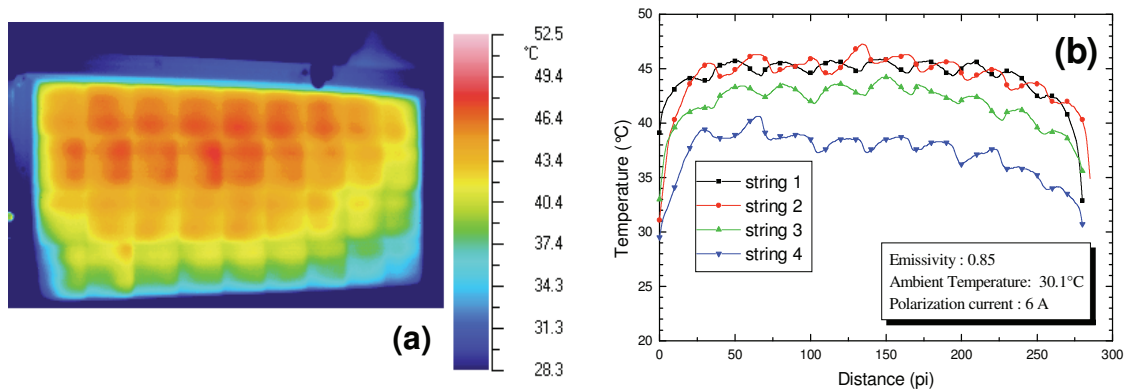 52.5
°C
49.4
46.4
43.4
40.4
37.4
34.3
31.3
28.3
(a)
50
45
40
35
30
25
20
0
50
100
150
200
250
300
Temperature (°C)
Distance (pi)
(b)
string 1
string 2
string 3
string 4
Emissivity : 0.85
Ambient Temperature: 30.1°C
Polarization current : 6 A